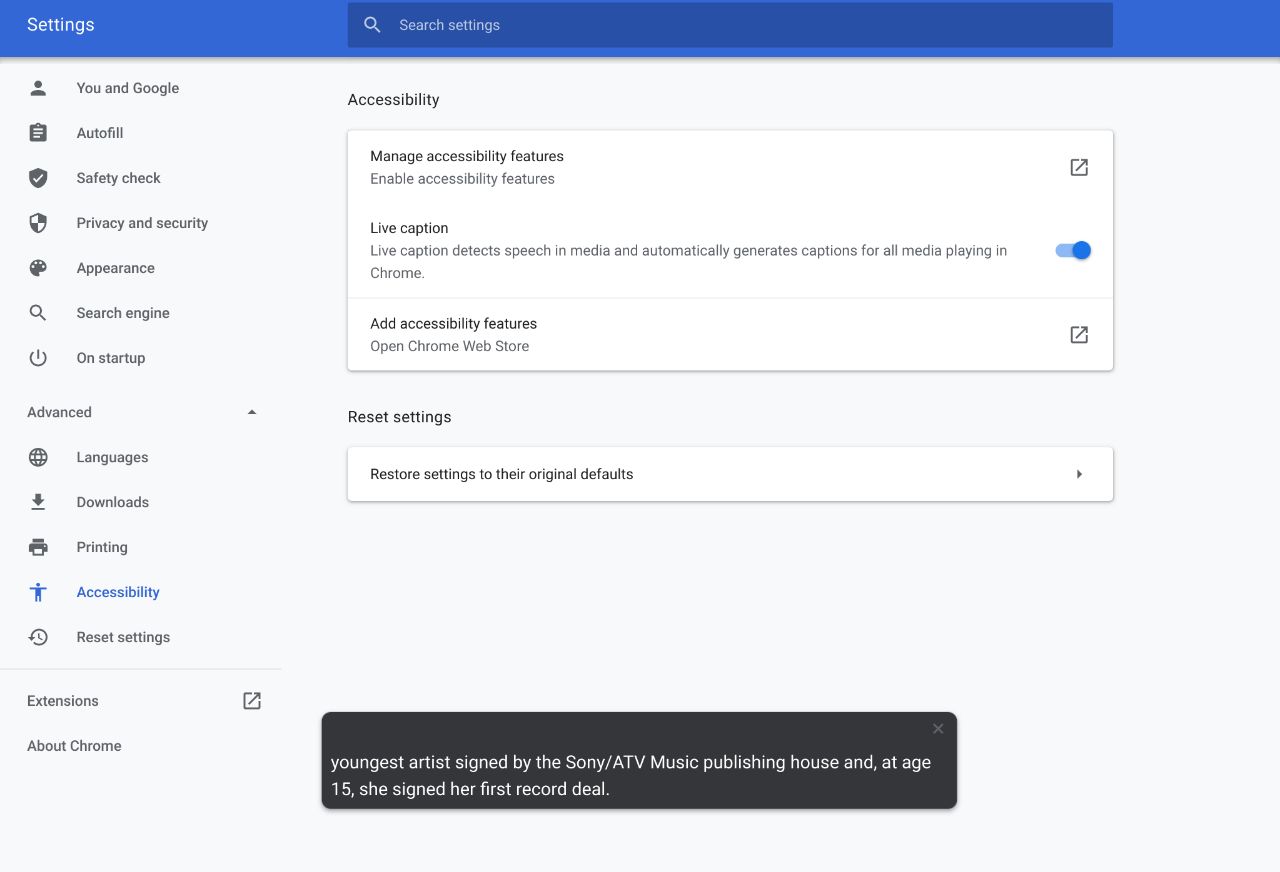 Settings
Search settings
You and Google
Autofill
Safety check
Privacy and security
Appearance
Search engine
On startup
Advanced
Languages
Downloads
Printing
Accessibility
Reset settings
Extensions
About Chrome
Accessibility
Manage accessibility features
Enable accessibility features
Live caption
Live caption detects speech in media and automatically generates captions for all media playing in
Chrome.
Add accessibility features
Open Chrome Web Store
Reset settings
Restore settings to their original defaults
youngest artist signed by the Sony/ATV Music publishing house and, at age
15, she signed her first record deal.